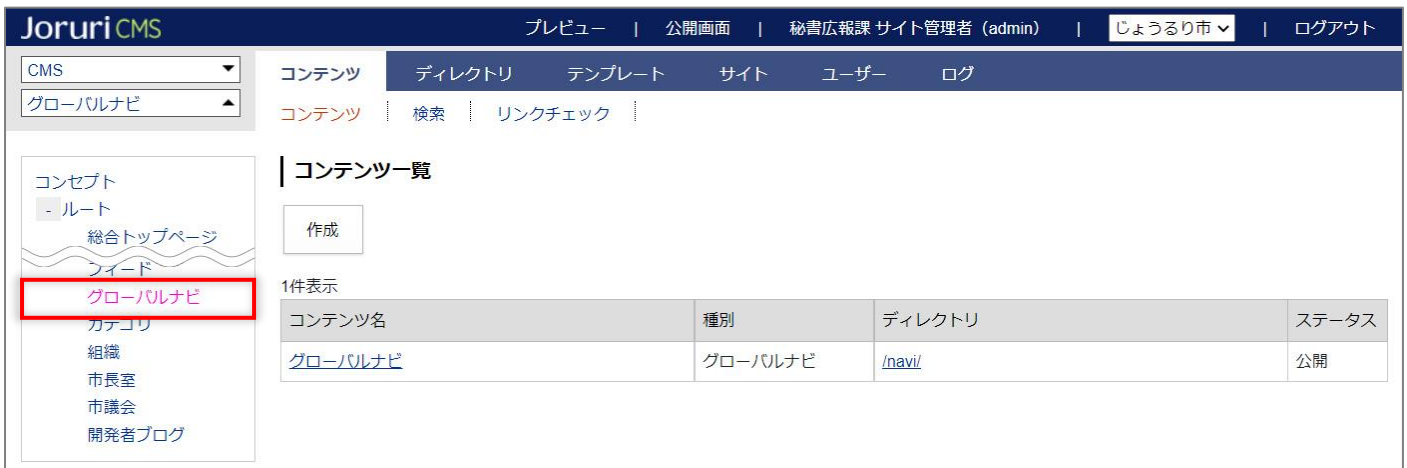 Joruri CMS
プレビュー | 公開画面 | 秘書広報課 サイト管理者（admin） | じょうるり市 | ログアウト
CMS
グローバルナビ
コンテンツ ディレクトリ テンプレート サイト ユーザー ログ
コンテンツ 検索 リンクチェック
コンセプト
- ルート
総合トップページ
フィード
グローバルナビ
カテゴリ
組織
市長室
市議会
開発者ブログ
コンテンツ一覧
作成
1件表示
コンテンツ名 種別 ディレクトリ ステータス
グローバルナビ グローバルナビ /navi/ 公開